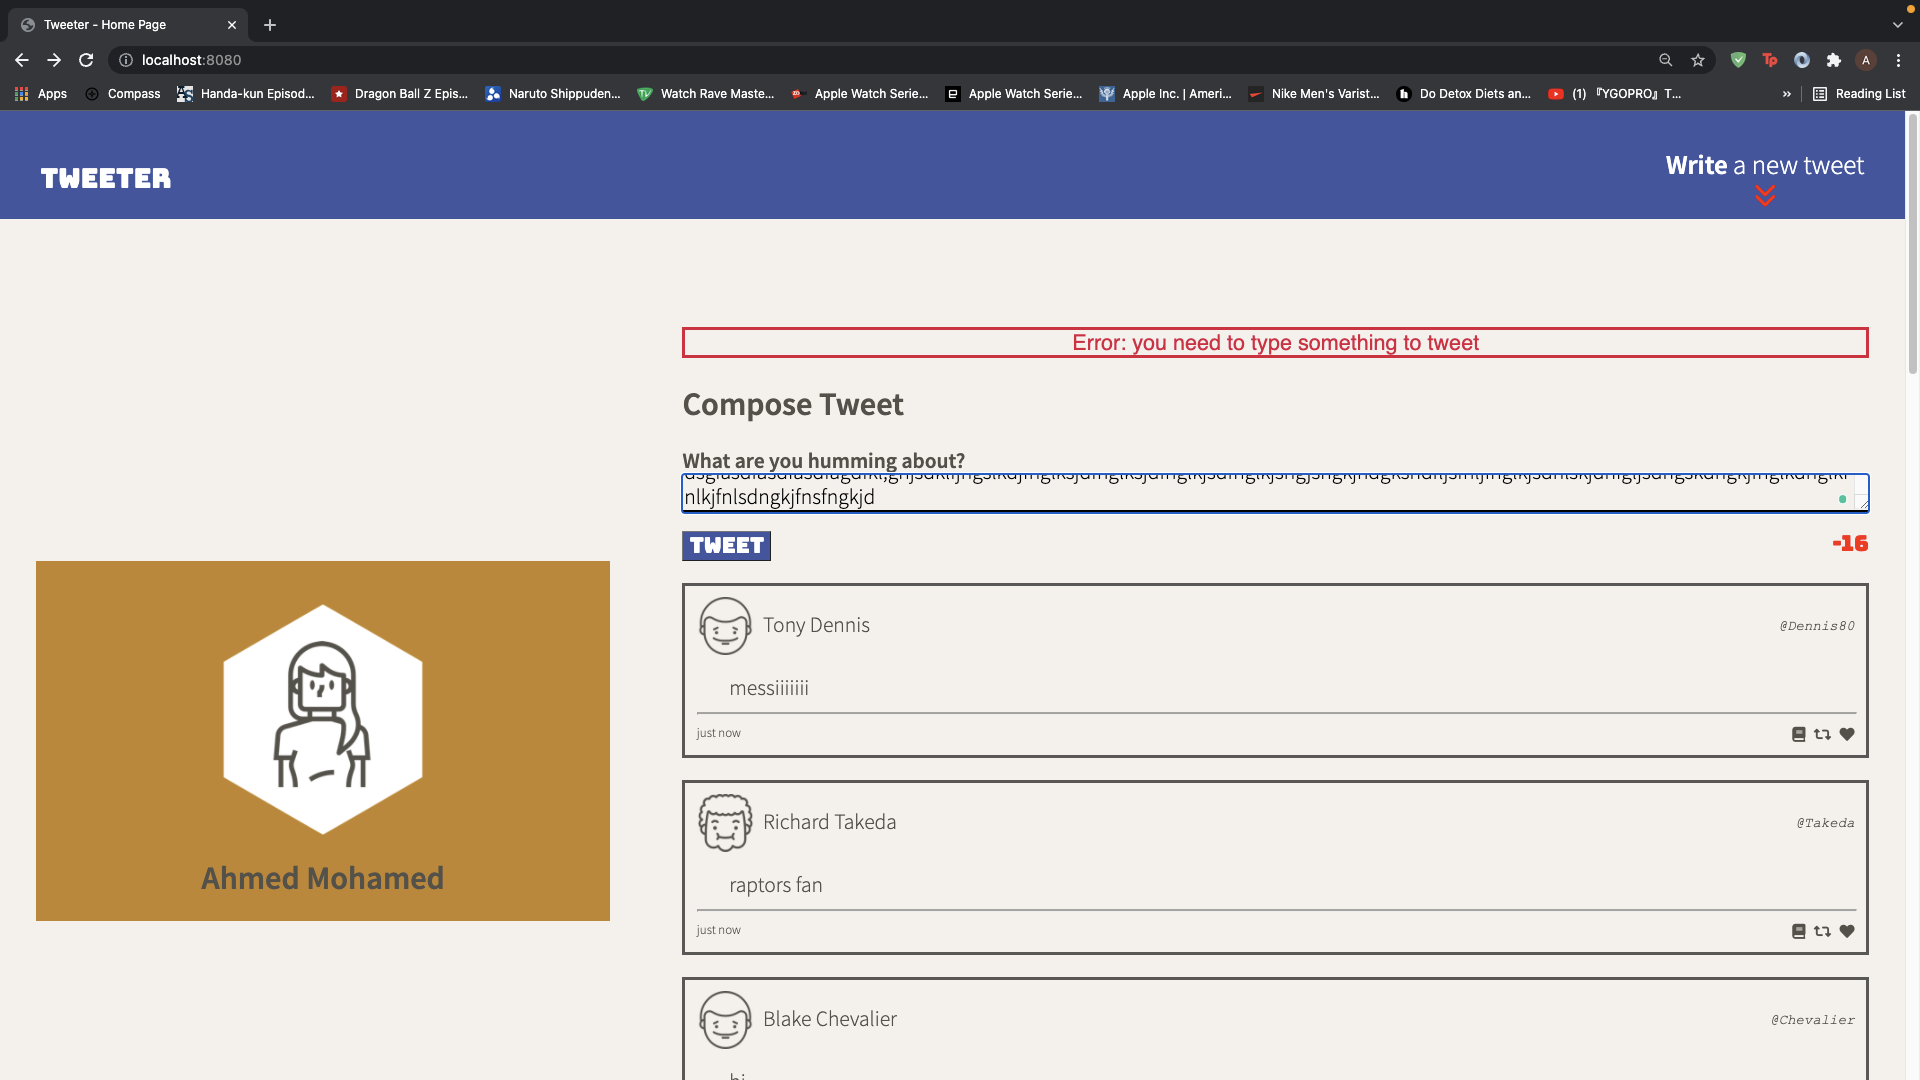 Tweeter - Home Page
localhost:8080
Apps
Compass
Handa-kun Episod...
Dragon Ball Z Epis...
Naruto Shippuden...
Watch Rave Maste...
Apple Watch Serie...
Apple Watch Serie...
Apple Inc. | Ameri...
Nike Men's Varist...
Do Detox Diets an...
(1) 『YGOPRO』 T...
»
Reading List
TWEETER
Write a new tweet
Error: you need to type something to tweet
Compose Tweet
What are you humming about?
nlkjfnlsdngkjfnsfngkjd
TWEET
-16
Tony Dennis
@Dennis80
messiiiiiii
just now
Richard Takeda
@Takeda
raptors fan
just now
Blake Chevalier
@Chevalier
Ahmed Mohamed